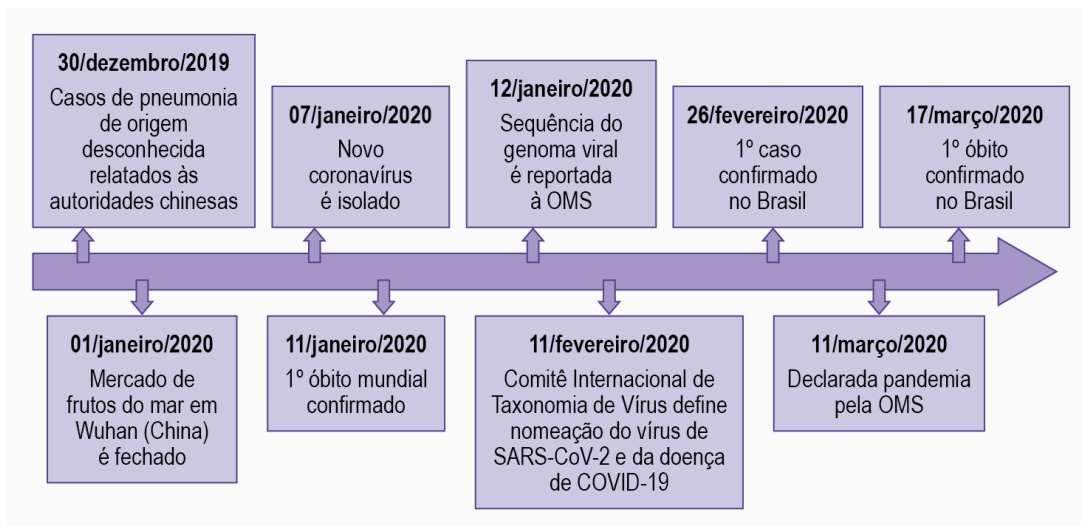 30/dezembro/2019
Casos de pneumonia
de origem
desconhecida
relatados às
autoridades chinesas
07/janeiro/2020
Novo
coronavírus
é isolado
12/janeiro/2020
Sequência do
genoma viral
é reportada
à OMS
26/fevereiro/2020
1º caso
confirmado
no Brasil
17/março/2020
1º óbito
confirmado
no Brasil
01/janeiro/2020
Mercado de
frutos do mar em
Wuhan (China)
é fechado
11/janeiro/2020
1º óbito mundial
confirmado
11/fevereiro/2020
Comitê Internacional de
Taxonomia de Vírus define
nomeação do vírus de
SARS-CoV-2 e da doença
de COVID-19
11/março/2020
Declarada pandemia
pela OMS